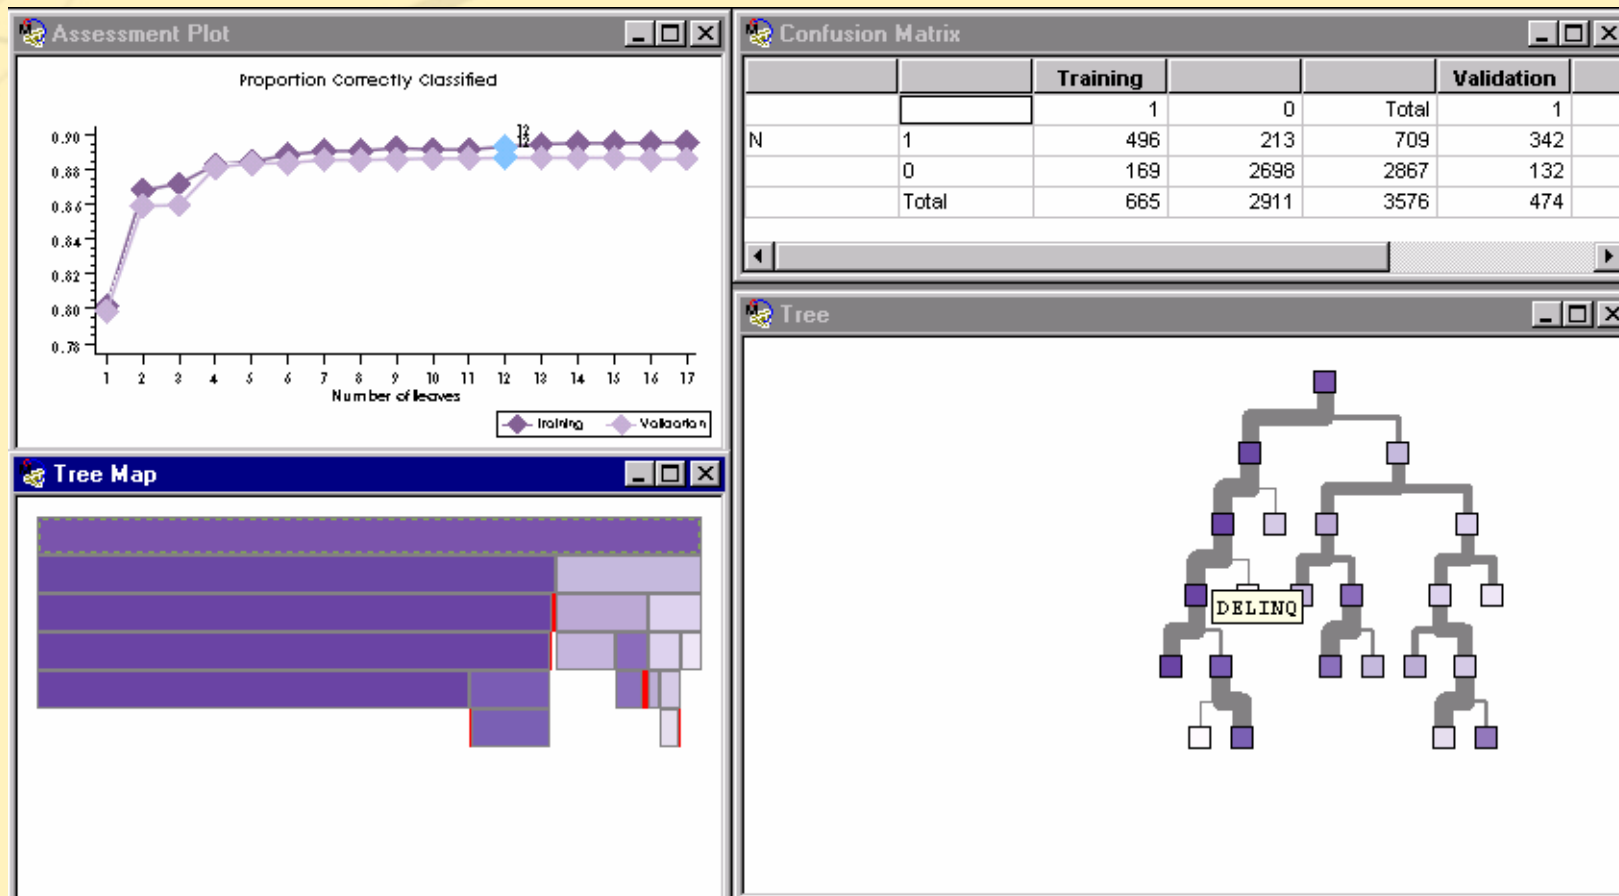 Assessment Plot
Proportion Correctly Classified
0.90
0.88
0.86
0.84
0.82
0.80
0.78
12
12
1 2 3 4 5 6 7 8 9 10 11 12 13 14 15 16 17
Number of leaves
Training Validation
Confusion Matrix
Training Validation
1 0 Total 1
N 1 496 213 709 342
0 169 2698 2867 132
Total 665 2911 3576 474
Tree Map
Tree
DELINQ